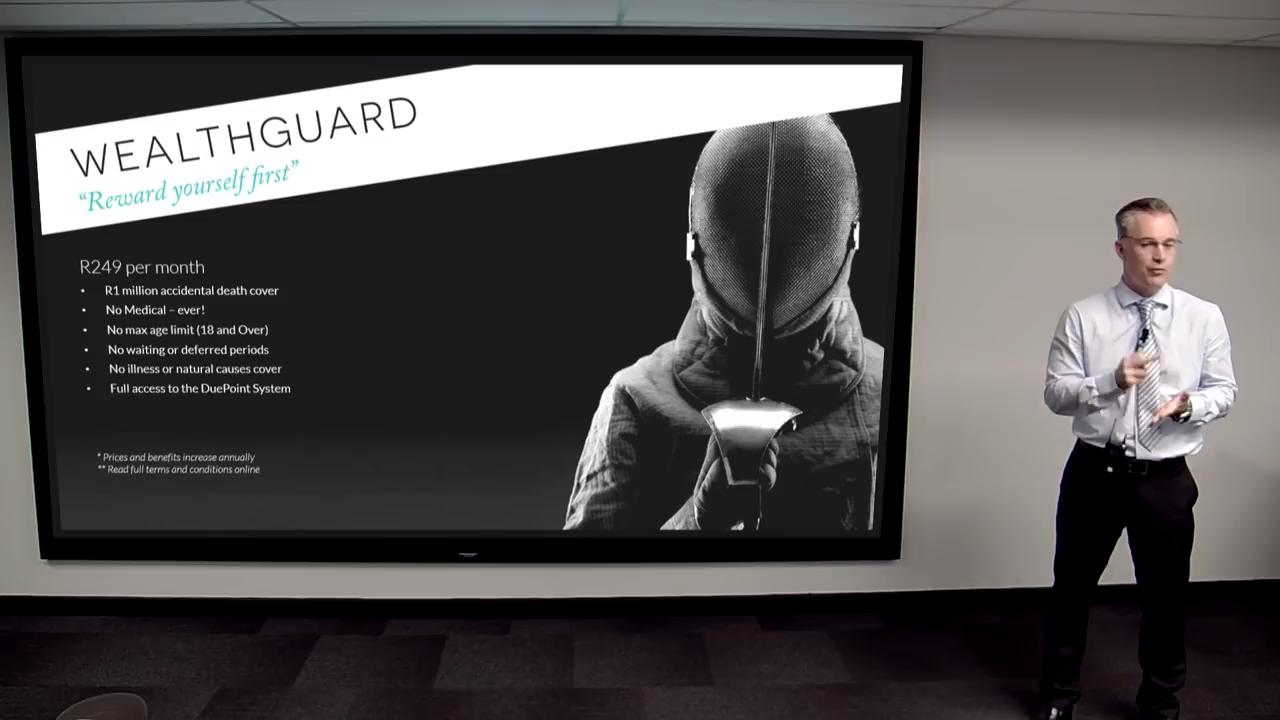 WEALTHGUARD
“Reward yourself first”
R249 per month
• R1 million accidental death cover
• No Medical – ever!
• No max age limit (18 and Over)
• No waiting or deferred periods
• No illness or natural causes cover
• Full access to the DuePoint System
* Prices and benefits increase annually
** Read full terms and conditions online